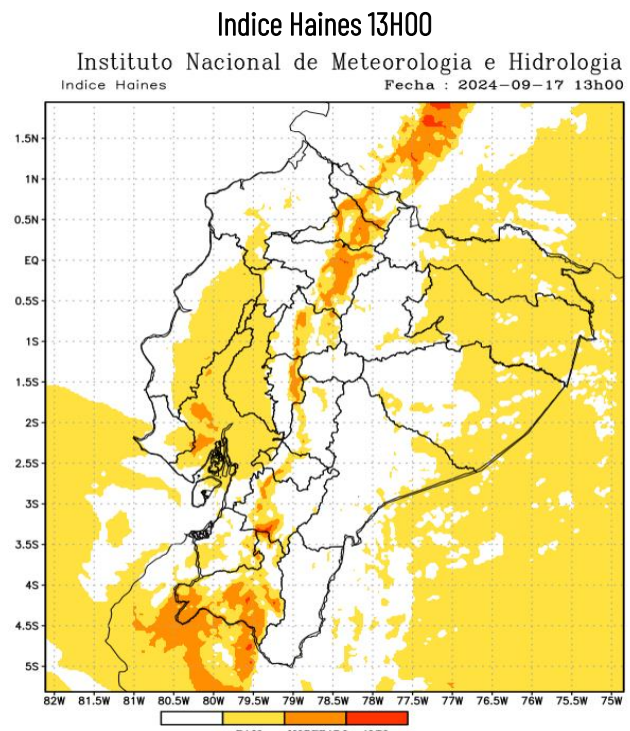 Indice Haines 13H00
Instituto Nacional de Meteorologia e Hidrologia
Indice Haines Fecha : 2024-09-17 13h00
1.5N
1N
0.5N
EQ
0.5S
1S
1.5S
2S
2.5S
3S
3.5S
4S
4.5S
5S
82W 81.5W 81W 80.5W 80W 79.5W 79W 78.5W 78W 77.5W 77W 76.5W 76W 75.5W 75W